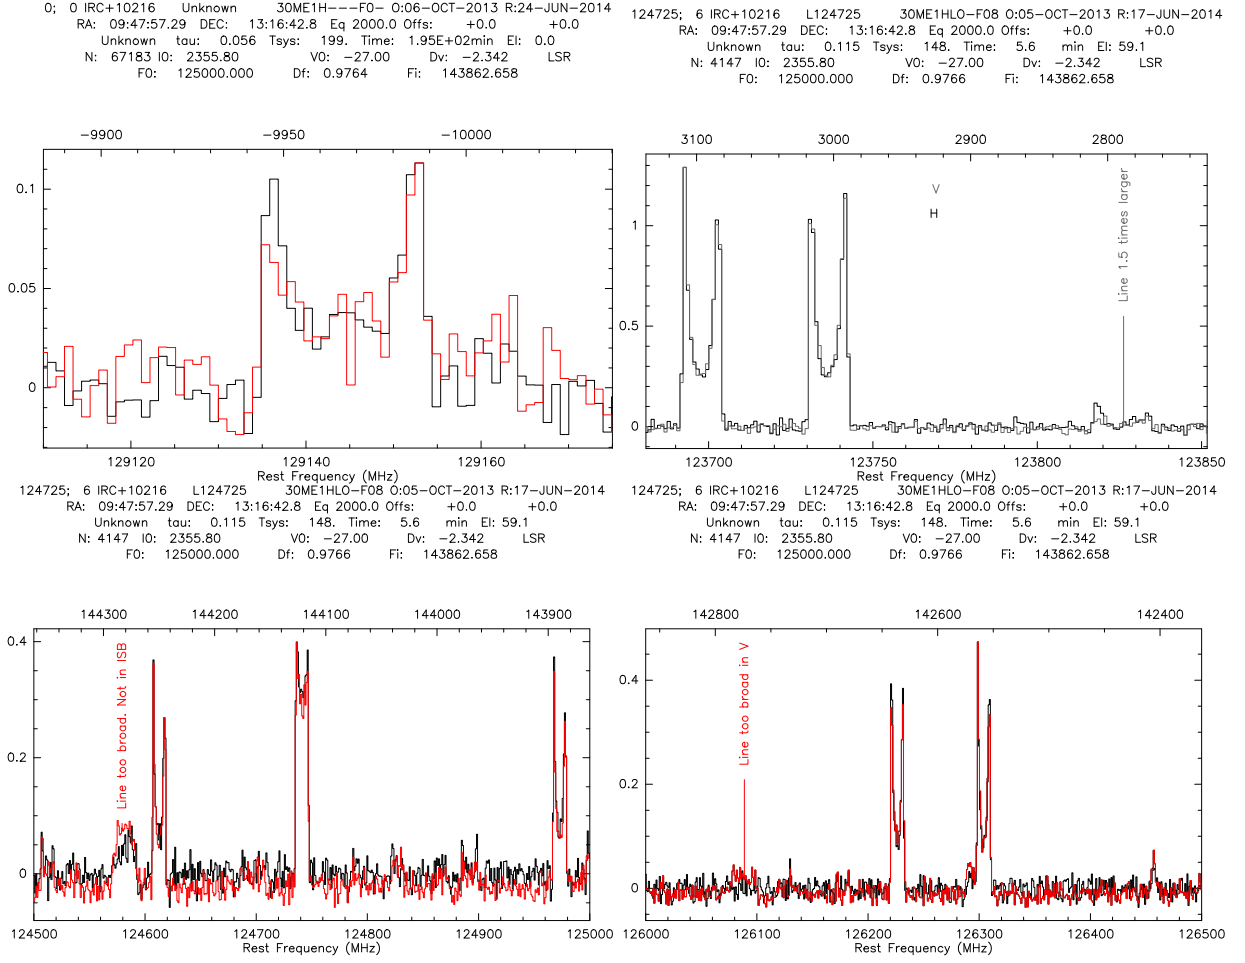 0; 0 IRC+10216 Unknown 30ME1H---F0- O:06-OCT-2013 R:24-JUN-2014
RA: 09:47:57.29 DEC: 13:16:42.8 Eq 2000.0 Offs: +0.0 +0.0
Unknown tau: 0.056 Tsys: 199. Time: 1.95E+02min El: 0.0
N: 67183 I0: 2355.80 V0: -27.00 Dv: -2.342 LSR
F0: 125000.000 Df: 0.9764 Fi: 143862.658
-9900 -9950 -10000
0.1
0.05
0
129120 129140 129160
Rest Frequency (MHz)
124725; 6 IRC+10216 L124725 30ME1HLO-F08 O:05-OCT-2013 R:17-JUN-2014
RA: 09:47:57.29 DEC: 13:16:42.8 Eq 2000.0 Offs: +0.0 +0.0
Unknown tau: 0.115 Tsys: 148. Time: 5.6 min El: 59.1
N: 4147 I0: 2355.80 V0: -27.00 Dv: -2.342 LSR
F0: 125000.000 Df: 0.9766 Fi: 143862.658
3100 3000 2900 2800
V
H
Line 1.5 times larger
1
0.5
0
123700 123750 123800 123850
Rest Frequency (MHz)
124725; 6 IRC+10216 L124725 30ME1HLO-F08 O:05-OCT-2013 R:17-JUN-2014
RA: 09:47:57.29 DEC: 13:16:42.8 Eq 2000.0 Offs: +0.0 +0.0
Unknown tau: 0.115 Tsys: 148. Time: 5.6 min El: 59.1
N: 4147 I0: 2355.80 V0: -27.00 Dv: -2.342 LSR
F0: 125000.000 Df: 0.9766 Fi: 143862.658
144300 144200 144100 144000 143900
Line too broad. Not in ISB
0.4
0.2
0
124500 124600 124700 124800 124900 125000
Rest Frequency (MHz)
124725; 6 IRC+10216 L124725 30ME1HLO-F08 O:05-OCT-2013 R:17-JUN-2014
RA: 09:47:57.29 DEC: 13:16:42.8 Eq 2000.0 Offs: +0.0 +0.0
Unknown tau: 0.115 Tsys: 148. Time: 5.6 min El: 59.1
N: 4147 I0: 2355.80 V0: -27.00 Dv: -2.342 LSR
F0: 125000.000 Df: 0.9766 Fi: 143862.658
142800 142600 142400
Line too broad in V
0.4
0.2
0
126000 126100 126200 126300 126400 126500
Rest Frequency (MHz)